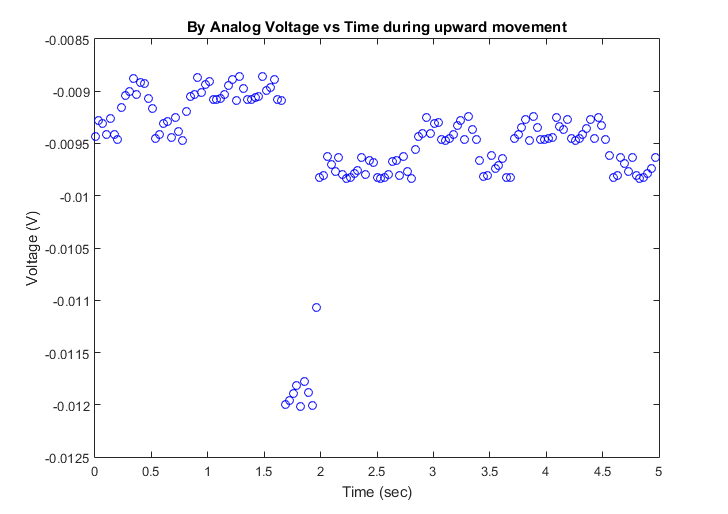 By Analog Voltage vs Time during upward movement
-0.0085
-0.009
-0.0095
-0.01
-0.0105
-0.011
-0.0115
-0.012
-0.0125
Voltage (V)
0 0.5 1 1.5 2 2.5 3 3.5 4 4.5 5
Time (sec)